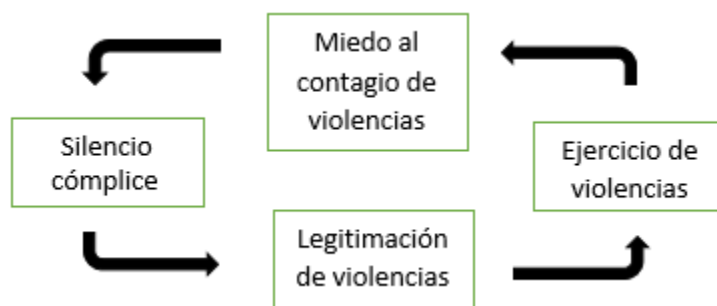 Miedo al
contagio de
violencias
Silencio
cómplice
Ejercicio de
violencias
Legitimación
de violencias